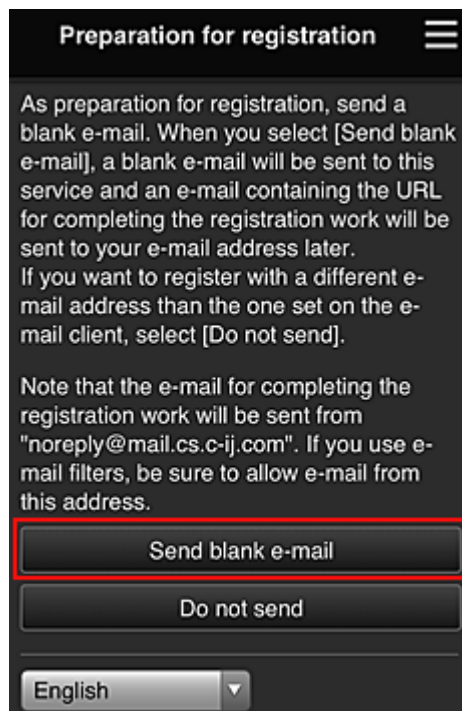 Preparation for registration
As preparation for registration, send a
blank e-mail. When you select [Send blank
e-mail], a blank e-mail will be sent to this
service and an e-mail containing the URL
for completing the registration work will be
sent to your e-mail address later.
If you want to register with a different e-
mail address than the one set on the e-
mail client, select [Do not send].
Note that the e-mail for completing the
registration work will be sent from
"noreply@mail.cs.c-ij.com". If you use e-
mail filters, be sure to allow e-mail from
this address.
Send blank e-mail
Do not send
English